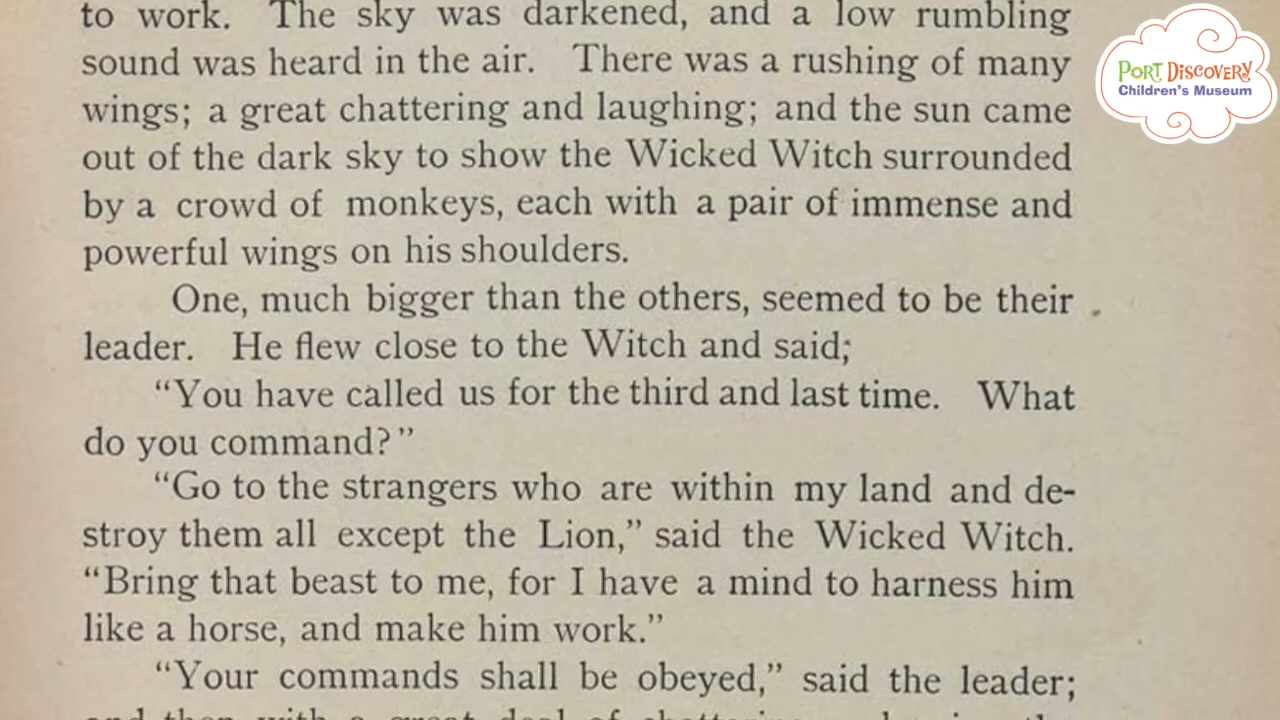 to work. The sky was darkened, and a low rumbling
sound was heard in the air. There was a rushing of many
wings; a great chattering and laughing; and the sun came
out of the dark sky to show the Wicked Witch surrounded
by a crowd of monkeys, each with a pair of immense and
powerful wings on his shoulders.
One, much bigger than the others, seemed to be their
leader. He flew close to the Witch and said;
“You have called us for the third and last time. What
do you command?”
“Go to the strangers who are within my land and de-
stroy them all except the Lion,” said the Wicked Witch.
“Bring that beast to me, for I have a mind to harness him
like a horse, and make him work.”
“Your commands shall be obeyed,” said the leader;
and then with a great deal of chattering
PORT DISCOVERY
Children's Museum